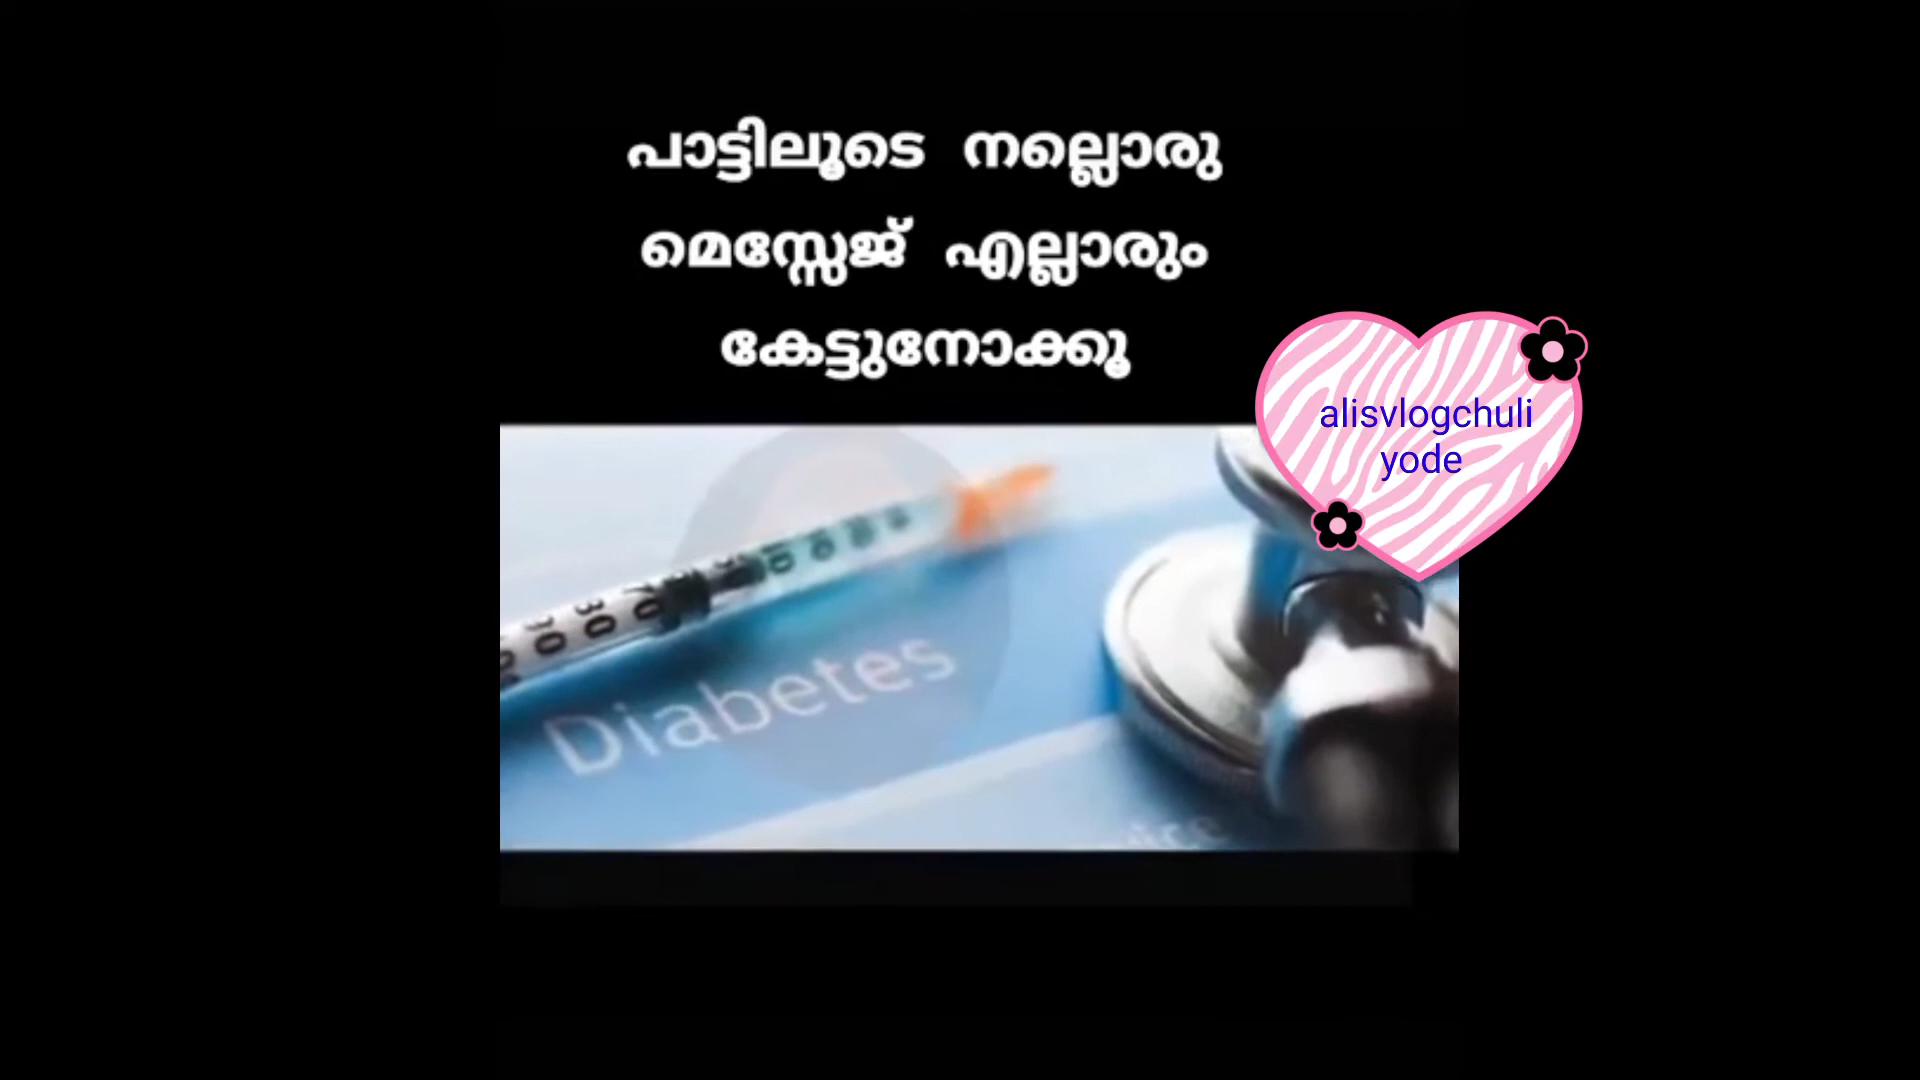 പാട്ടിലൂടെ നല്ലൊരു
മെസ്സേജ് എല്ലാരും
കേട്ടുനോക്കൂ
alisvlogchuli
yode
Diabetes